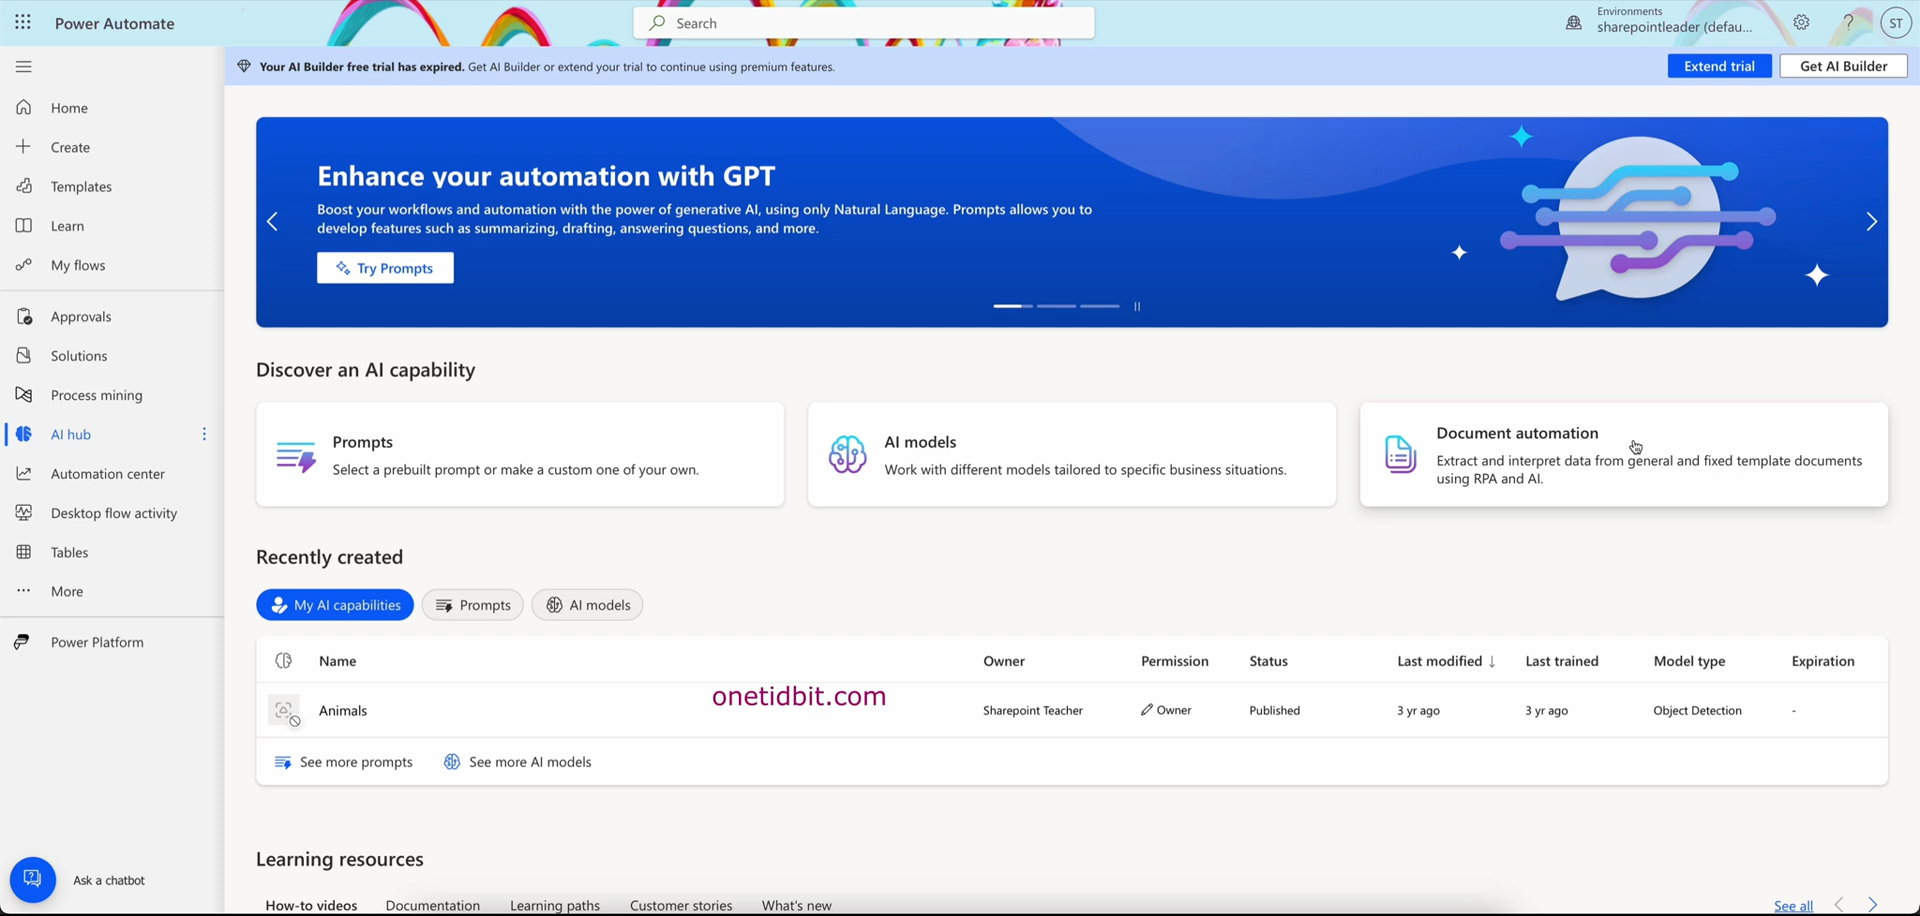 Power Automate
Search
Environments
sharepointleader (defau...
ST
Your AI Builder free trial has expired. Get AI Builder or extend your trial to continue using premium features.
Extend trial
Get AI Builder
Home
Create
Templates
Learn
My flows
Approvals
Solutions
Process mining
AI hub
Automation center
Desktop flow activity
Tables
More
Power Platform
Ask a chatbot
Enhance your automation with GPT
Boost your workflows and automation with the power of generative AI, using only Natural Language. Prompts allows you to
develop features such as summarizing, drafting, answering questions, and more.
Try Prompts
Discover an AI capability
Prompts
Select a prebuilt prompt or make a custom one of your own.
AI models
Work with different models tailored to specific business situations.
Document automation
Extract and interpret data from general and fixed template documents
using RPA and AI.
Recently created
My AI capabilities
Prompts
AI models
Name Owner Permission Status Last modified ↓ Last trained Model type Expiration
onetidbit.com
Animals Sharepoint Teacher Owner Published 3 yr ago 3 yr ago Object Detection -
See more prompts
See more AI models
Learning resources
How-to videos Documentation Learning paths Customer stories What's new
See all